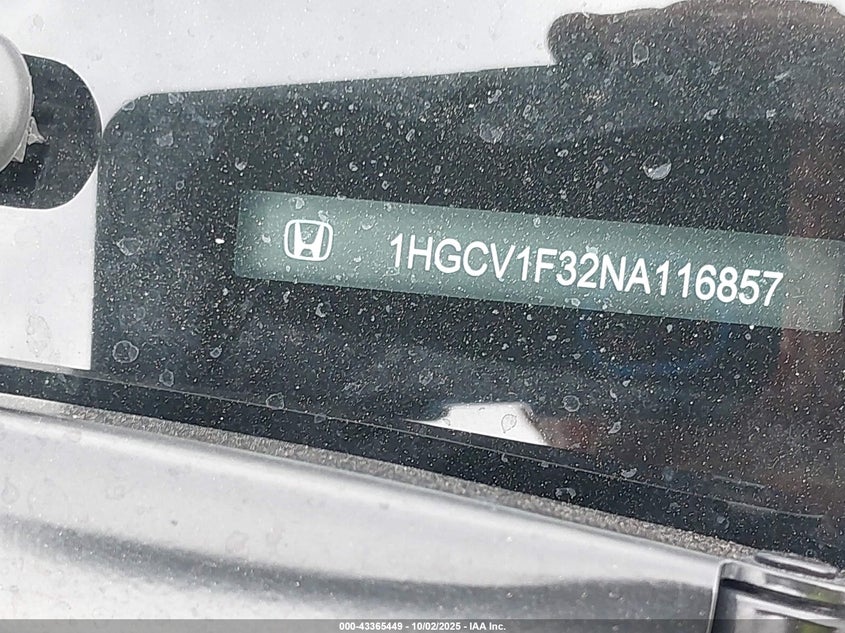 1HGCV1F32NA116857
000-43365449 - 10/02/2025 - IAA Inc.